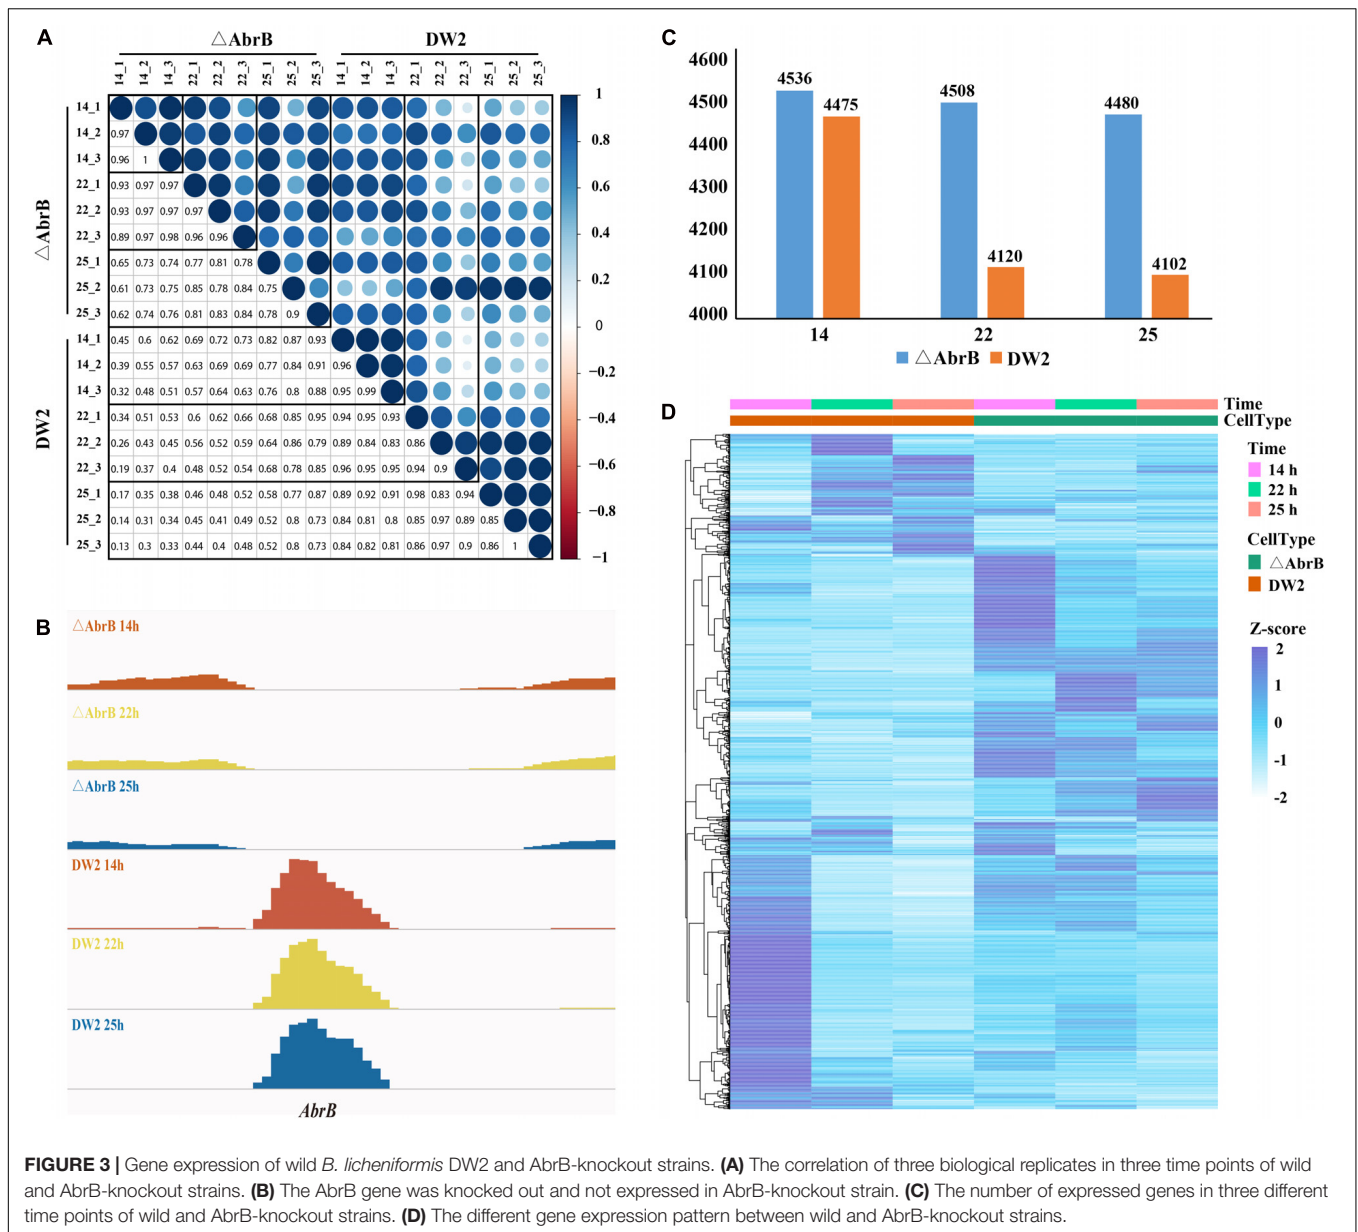 A
△AbrB DW2
14_1 14_2 14_3 22_1 22_2 22_3 25_1 25_2 25_3 14_1 14_2 14_3 22_1 22_2 22_3 25_1 25_2 25_3
△AbrB
DW2
14_1
14_2 0.97
14_3 0.96 1
22_1 0.93 0.97 0.97
22_2 0.93 0.97 0.97 0.97
22_3 0.89 0.97 0.98 0.96 0.96
25_1 0.65 0.73 0.74 0.77 0.81 0.78
25_2 0.61 0.73 0.75 0.85 0.78 0.84 0.75
25_3 0.62 0.74 0.76 0.81 0.83 0.84 0.78 0.9
14_1 0.45 0.6 0.62 0.69 0.72 0.73 0.82 0.87 0.93
14_2 0.39 0.55 0.57 0.63 0.69 0.69 0.77 0.84 0.91 0.96
14_3 0.32 0.48 0.51 0.57 0.64 0.63 0.76 0.8 0.88 0.95 0.99
22_1 0.34 0.51 0.53 0.6 0.62 0.66 0.68 0.85 0.95 0.94 0.95 0.93
22_2 0.26 0.43 0.45 0.56 0.52 0.59 0.64 0.86 0.79 0.89 0.84 0.83 0.86
22_3 0.19 0.37 0.4 0.48 0.52 0.54 0.68 0.78 0.85 0.96 0.95 0.95 0.94 0.9
25_1 0.17 0.35 0.38 0.46 0.48 0.52 0.58 0.77 0.87 0.89 0.92 0.91 0.98 0.83 0.94
25_2 0.14 0.31 0.34 0.45 0.41 0.49 0.52 0.8 0.73 0.84 0.81 0.8 0.85 0.97 0.89 0.85
25_3 0.13 0.3 0.33 0.44 0.4 0.48 0.52 0.8 0.73 0.84 0.82 0.81 0.86 0.97 0.9 0.86 1
1
0.8
0.6
0.4
0.2
0
−0.2
−0.4
−0.6
−0.8
−1
B
△AbrB 14h
△AbrB 22h
△AbrB 25h
DW2 14h
DW2 22h
DW2 25h
AbrB
C
4600
4500
4400
4300
4200
4100
4000
4536 4475 4508 4120 4480 4102
14 22 25
△AbrB DW2
D
Time
CellType
Time
14 h
22 h
25 h
CellType
△AbrB
DW2
Z-score
2
1
0
-1
-2
FIGURE 3 | Gene expression of wild B. licheniformis DW2 and AbrB-knockout strains. (A) The correlation of three biological replicates in three time points of wild
and AbrB-knockout strains. (B) The AbrB gene was knocked out and not expressed in AbrB-knockout strain. (C) The number of expressed genes in three different
time points of wild and AbrB-knockout strains. (D) The different gene expression pattern between wild and AbrB-knockout strains.